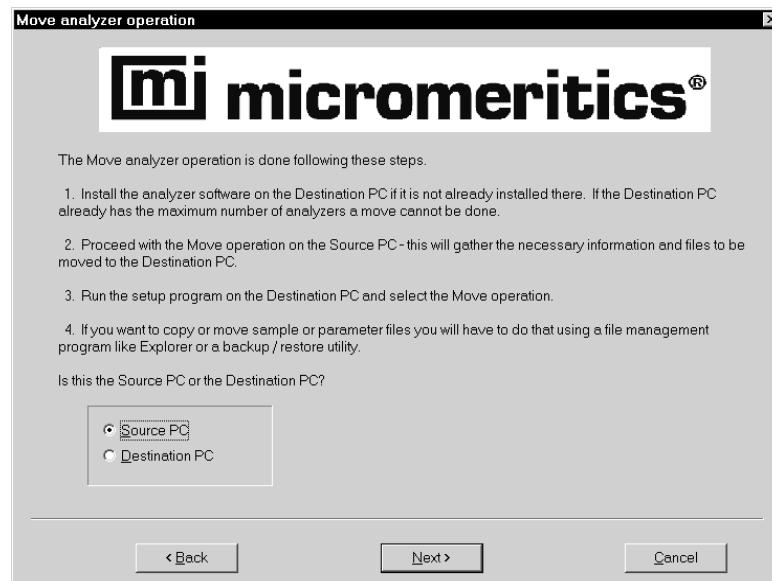 Move analyzer operation
mi micromeritics®
The Move analyzer operation is done following these steps.
1. Install the analyzer software on the Destination PC if it is not already installed there. If the Destination PC
already has the maximum number of analyzers a move cannot be done.
2. Proceed with the Move operation on the Source PC - this will gather the necessary information and files to be
moved to the Destination PC.
3. Run the setup program on the Destination PC and select the Move operation.
4. If you want to copy or move sample or parameter files you will have to do that using a file management
program like Explorer or a backup / restore utility.
Is this the Source PC or the Destination PC?
Source PC
Destination PC
< Back Next > Cancel